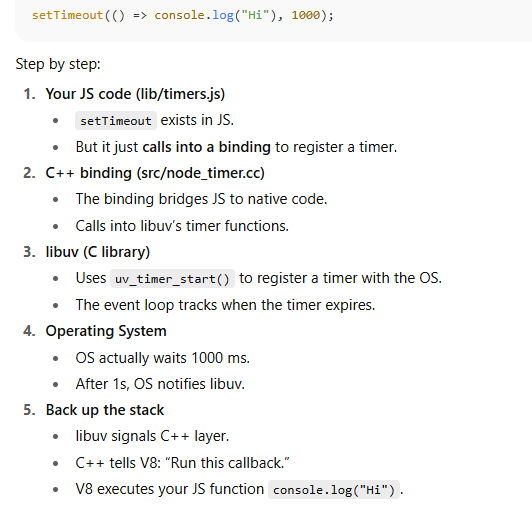 setTimeout(() => console.log("Hi"), 1000);
Step by step:
1. Your JS code (lib/timers.js)
• setTimeout exists in JS.
• But it just calls into a binding to register a timer.
2. C++ binding (src/node_timer.cc)
• The binding bridges JS to native code.
• Calls into libuv’s timer functions.
3. libuv (C library)
• Uses uv_timer_start() to register a timer with the OS.
• The event loop tracks when the timer expires.
4. Operating System
• OS actually waits 1000 ms.
• After 1s, OS notifies libuv.
5. Back up the stack
• libuv signals C++ layer.
• C++ tells V8: “Run this callback.”
• V8 executes your JS function console.log("Hi").